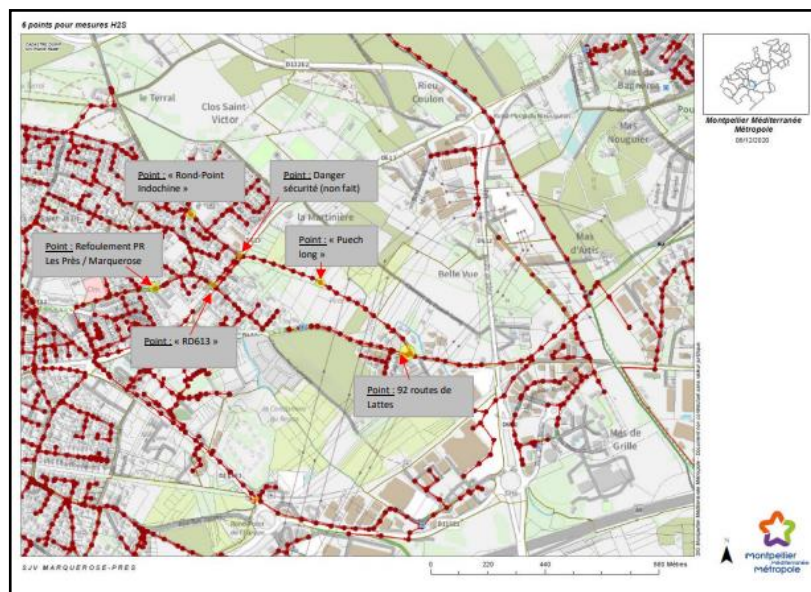 6 points pour mesures H2S
D132E2
le Terral
Clos Saint-
Victor
Rieu
Coulon
Mas de
Bagnères
Mas
Nouguier
Point : « Rond-Point
Indochine »
Point : Danger
sécurité (non fait)
la Martinière
Point : Refoulement PR
Les Près / Marquerose
Point : « Puech
long »
Mas
d'Artis
Belle Vue
Point : « RD613 »
Point : 92 routes de
Lattes
Mas de
Grille
Montpellier Méditerranée
Métropole
08/12/2020
SJV MARQUEROSE-PRES
0 220 440 880 Mètres
N
montpellier
méditerranée
métropole